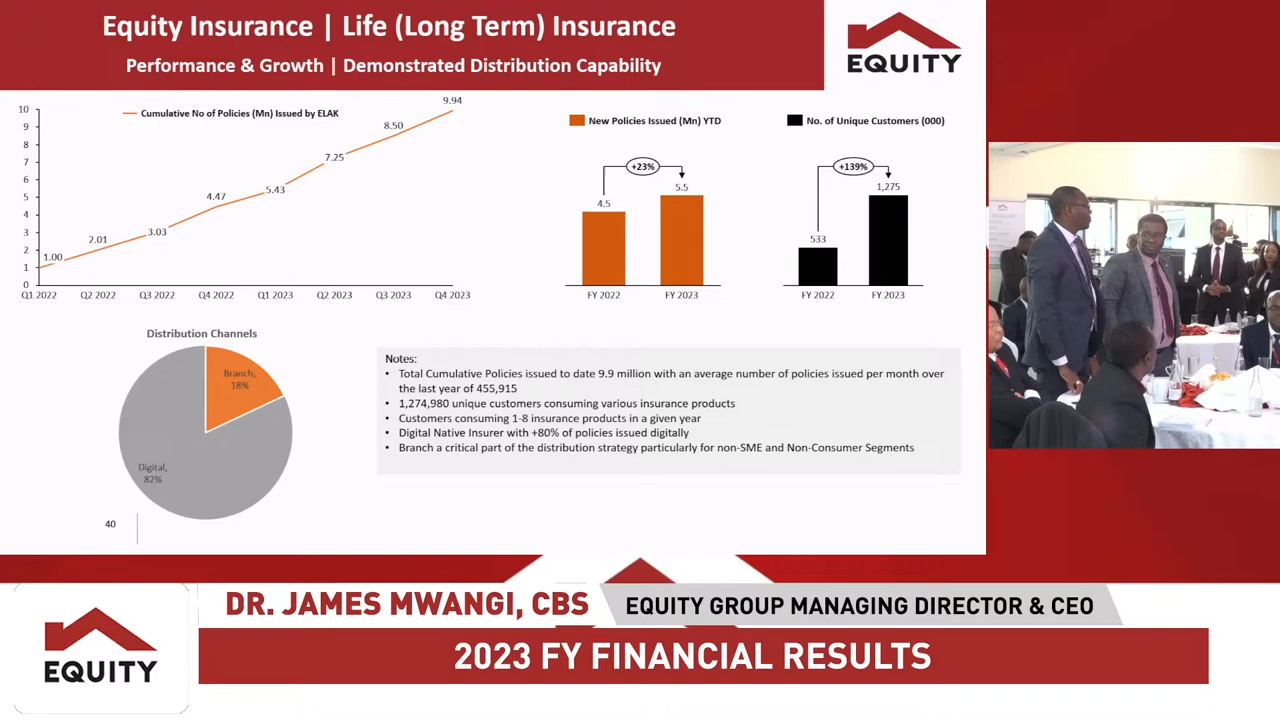 Equity Insurance | Life (Long Term) Insurance
Performance & Growth | Demonstrated Distribution Capability
EQUITY
Cumulative No of Policies (Mn) Issued by ELAK
10
9
8
7
6
5
4
3
2
1
0
1.00
2.01
3.03
4.47
5.43
7.25
8.50
9.94
Q1 2022
Q2 2022
Q3 2022
Q4 2022
Q1 2023
Q2 2023
Q3 2023
Q4 2023
New Policies Issued (Mn) YTD
+23%
4.5
5.5
FY 2022
FY 2023
No. of Unique Customers (000)
+139%
533
1,275
FY 2022
FY 2023
Distribution Channels
Branch,
18%
Digital,
82%
Notes:
• Total Cumulative Policies issued to date 9.9 million with an average number of policies issued per month over
the last year of 455,915
• 1,274,980 unique customers consuming various insurance products
• Customers consuming 1-8 insurance products in a given year
• Digital Native Insurer with +80% of policies issued digitally
• Branch a critical part of the distribution strategy particularly for non-SME and Non-Consumer Segments
40
DR. JAMES MWANGI, CBS
EQUITY GROUP MANAGING DIRECTOR & CEO
EQUITY
2023 FY FINANCIAL RESULTS